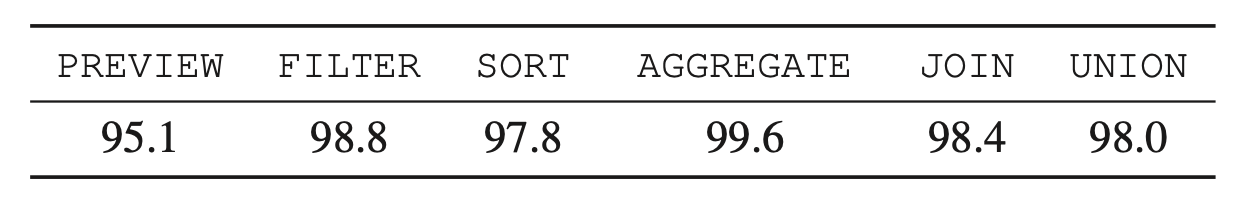 PREVIEW FILTER SORT AGGREGATE JOIN UNION
95.1 98.8 97.8 99.6 98.4 98.0